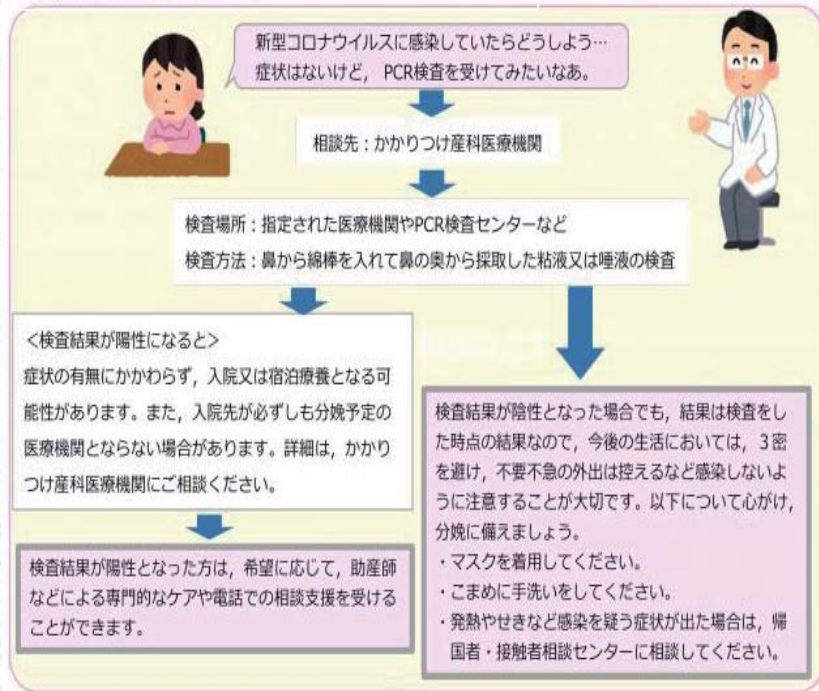 新型コロナウイルスに感染していたらどうしよう…
症状はないけど，PCR検査を受けてみたいなあ。
相談先：かかりつけ産科医療機関
検査場所：指定された医療機関やPCR検査センターなど
検査方法：鼻から綿棒を入れて鼻の奥から採取した粘液又は唾液の検査
＜検査結果が陽性になると＞
症状の有無にかかわらず，入院又は宿泊療養となる可
能性があります。また，入院先が必ずしも分娩予定の
医療機関とならない場合があります。詳細は，かかり
つけ産科医療機関にご相談ください。
検査結果が陽性となった方は，希望に応じて，助産師
などによる専門的なケアや電話での相談支援を受ける
ことができます。
検査結果が陰性となった場合でも，結果は検査をし
た時点の結果なので，今後の生活においては，３密
を避け，不要不急の外出は控えるなど感染しないよ
うに注意することが大切です。以下について心がけ，
分娩に備えましょう。
・マスクを着用してください。
・こまめに手洗いをしてください。
・発熱やせきなど感染を疑う症状が出た場合は，帰
国者・接触者相談センターに相談してください。